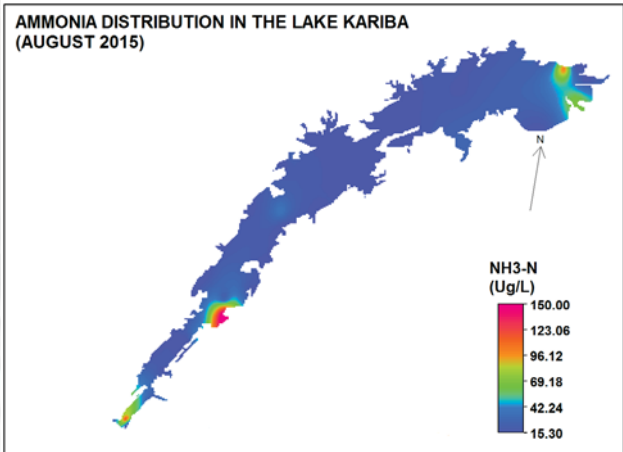 AMMONIA DISTRIBUTION IN THE LAKE KARIBA
(AUGUST 2015)
N
NH3-N
(Ug/L)
150.00
123.06
96.12
69.18
42.24
15.30